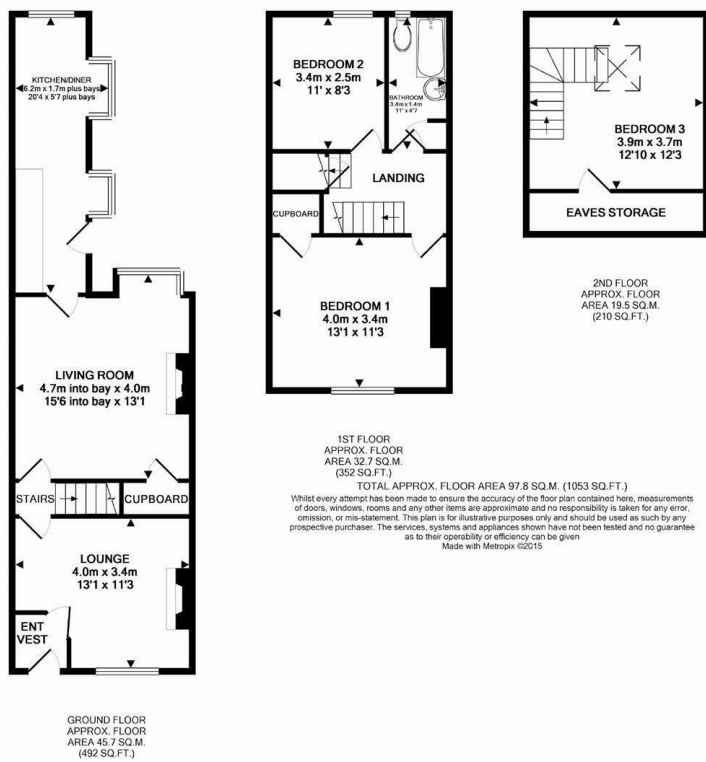 KITCHEN/DINER
6.2m x 1.7m plus bays
20'4 x 5'7 plus bays
LIVING ROOM
4.7m into bay x 4.0m
15'6 into bay x 13'1
STAIRS
CUPBOARD
LOUNGE
4.0m x 3.4m
13'1 x 11'3
ENT
VEST
GROUND FLOOR
APPROX. FLOOR
AREA 45.7 SQ.M.
(492 SQ.FT.)
BEDROOM 2
3.4m x 2.5m
11' x 8'3
BATHROOM
3.4m x 1.4m
11' x 4'7
LANDING
CUPBOARD
BEDROOM 1
4.0m x 3.4m
13'1 x 11'3
1ST FLOOR
APPROX. FLOOR
AREA 32.7 SQ.M.
(352 SQ.FT.)
BEDROOM 3
3.9m x 3.7m
12'10 x 12'3
EAVES STORAGE
2ND FLOOR
APPROX. FLOOR
AREA 19.5 SQ.M.
(210 SQ.FT.)
TOTAL APPROX. FLOOR AREA 97.8 SQ.M. (1053 SQ.FT.)
Whilst every attempt has been made to ensure the accuracy of the floor plan contained here, measurements
of doors, windows, rooms and any other items are approximate and no responsibility is taken for any error,
omission, or mis-statement. This plan is for illustrative purposes only and should be used as such by any
prospective purchaser. The services, systems and appliances shown have not been tested and no guarantee
as to their operability or efficiency can be given
Made with Metropix ©2015